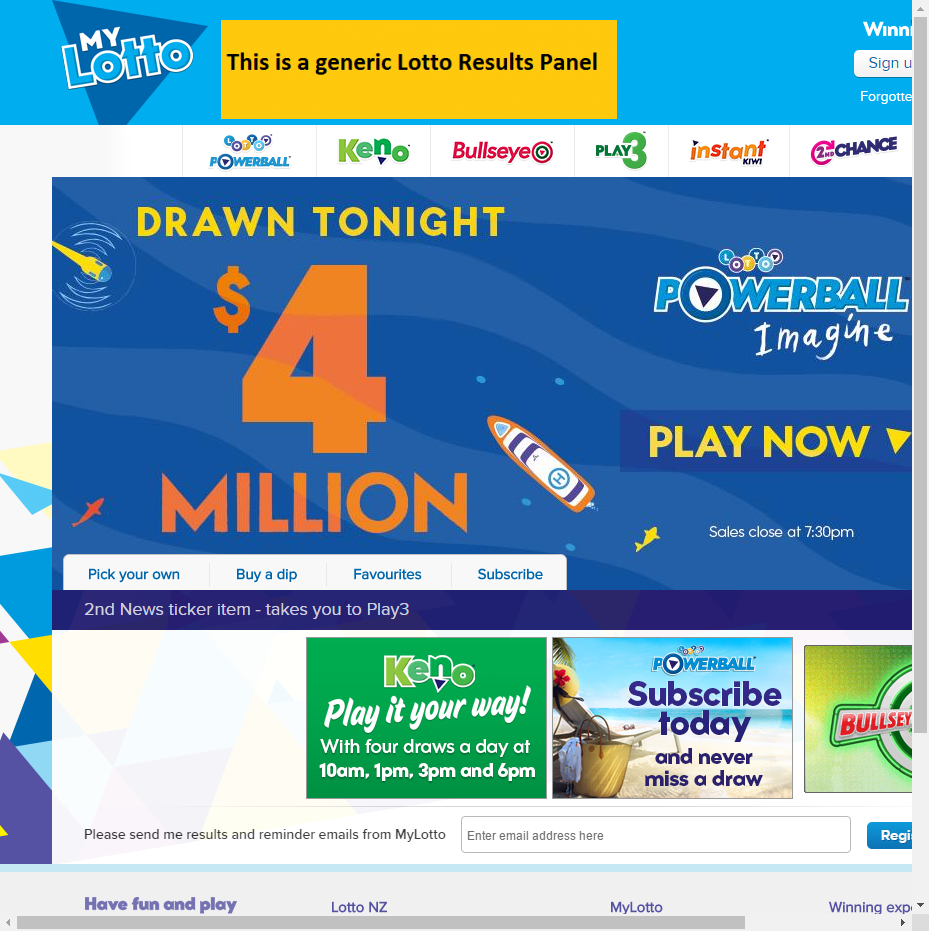 MY
Lotto
This is a generic Lotto Results Panel
Sign u
LOTTO
POWERBALL
Keno
Bullseye
PLAY3
instant
KIWI
2ND CHANCE
DRAWN TONIGHT
$4
MILLION
LOTTO
POWERBALL
Imagine
PLAY NOW
Sales close at 7:30pm
Pick your own
Buy a dip
Favourites
Subscribe
2nd News ticker item - takes you to Play3
Keno
Play it your way!
With four draws a day at
10am, 1pm, 3pm and 6pm
LOTTO
POWERBALL
Subscribe
today
and never
miss a draw
BULLSEY
Please send me results and reminder emails from MyLotto
Enter email address here
Regi
Have fun and play
Lotto NZ
MyLotto
Winning exp